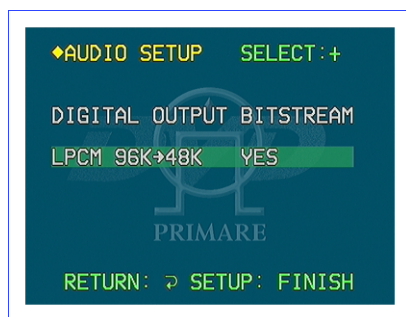 ◆AUDIO SETUP SELECT:+
DIGITAL OUTPUT BITSTREAM
LPCM 96K→48K YES
PRIMARE
RETURN: ⊋ SETUP: FINISH